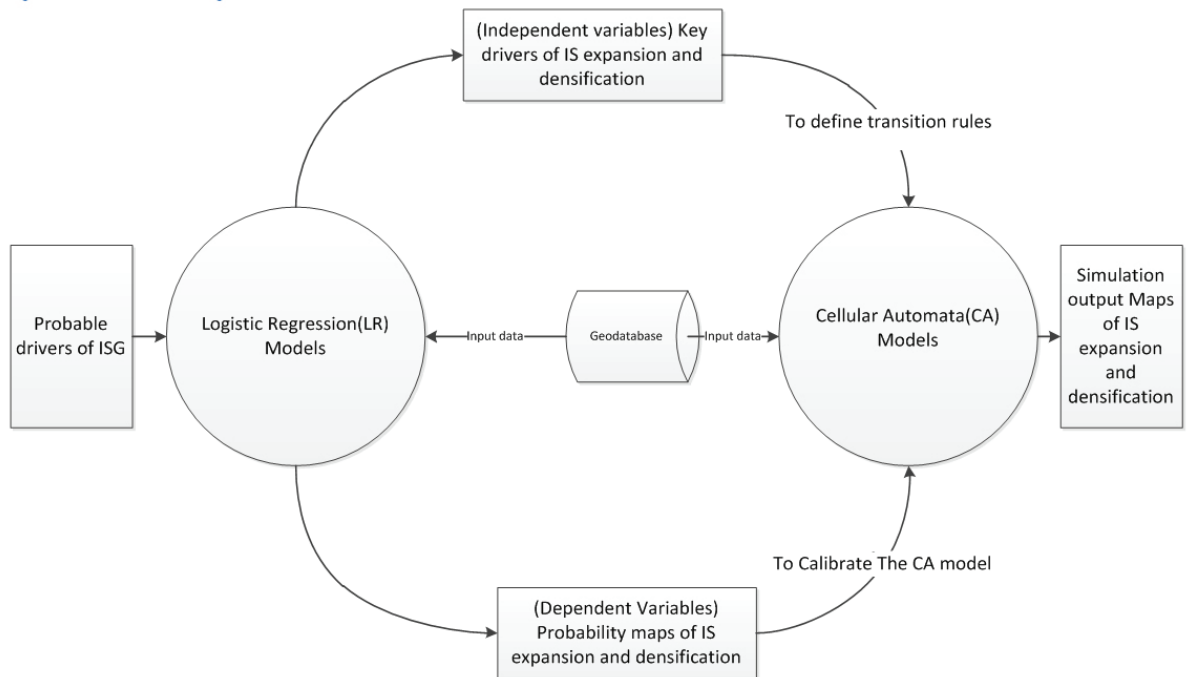 (Independent variables) Key
drivers of IS expansion and
densification
To define transition rules
Probable
drivers of ISG
Logistic Regression(LR)
Models
Input data
Geodatabase
Input data
Cellular Automata(CA)
Models
Simulation
output Maps
of IS
expansion
and
densification
To Calibrate The CA model
(Dependent Variables)
Probability maps of IS
expansion and densification